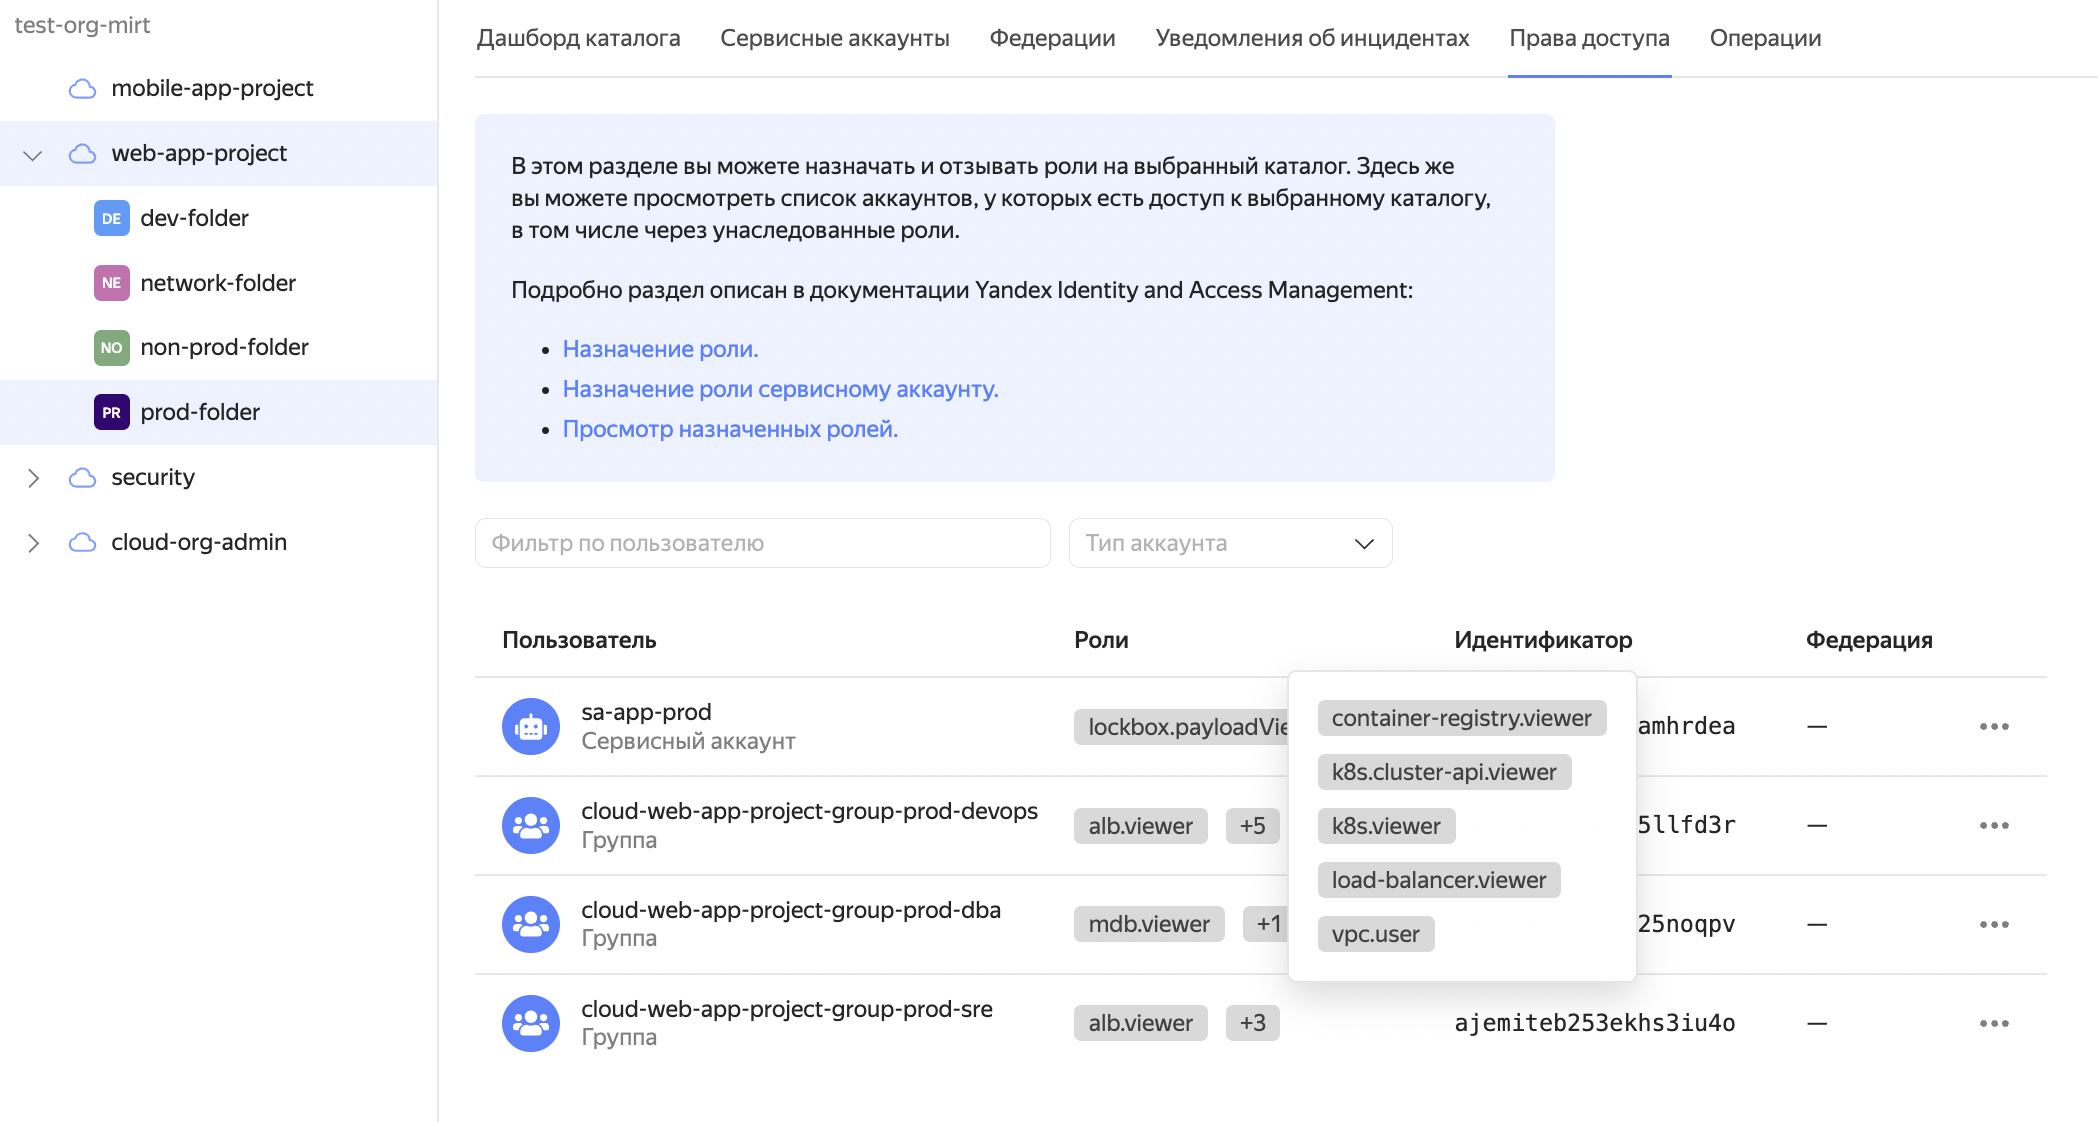 test-org-mirt
mobile-app-project
web-app-project
DE dev-folder
NE network-folder
NO non-prod-folder
PR prod-folder
security
cloud-org-admin
Дашборд каталога Сервисные аккаунты Федерации Уведомления об инцидентах Права доступа Операции
В этом разделе вы можете назначать и отзывать роли на выбранный каталог. Здесь же
вы можете просмотреть список аккаунтов, у которых есть доступ к выбранному каталогу,
в том числе через унаследованные роли.
Подробно раздел описан в документации Yandex Identity and Access Management:
• Назначение роли.
• Назначение роли сервисному аккаунту.
• Просмотр назначенных ролей.
Фильтр по пользователю Тип аккаунта
Пользователь Роли Идентификатор Федерация
sa-app-prod
Сервисный аккаунт
lockbox.payloadVie amhrdea —
cloud-web-app-project-group-prod-devops
Группа
alb.viewer +5 5llfd3r —
cloud-web-app-project-group-prod-dba
Группа
mdb.viewer +1 25noqpv —
cloud-web-app-project-group-prod-sre
Группа
alb.viewer +3 ajemiteb253ekhs3iu4o —
container-registry.viewer
k8s.cluster-api.viewer
k8s.viewer
load-balancer.viewer
vpc.user